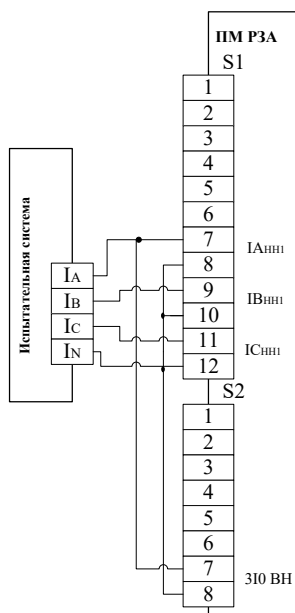 ПМ РЗА
S1
1
2
3
4
5
6
7 IAНН1
8
9 IBНН1
10
11 ICНН1
12
Испытательная система
IA
IB
IC
IN
S2
1
2
3
4
5
6
7 3I0 ВН
8